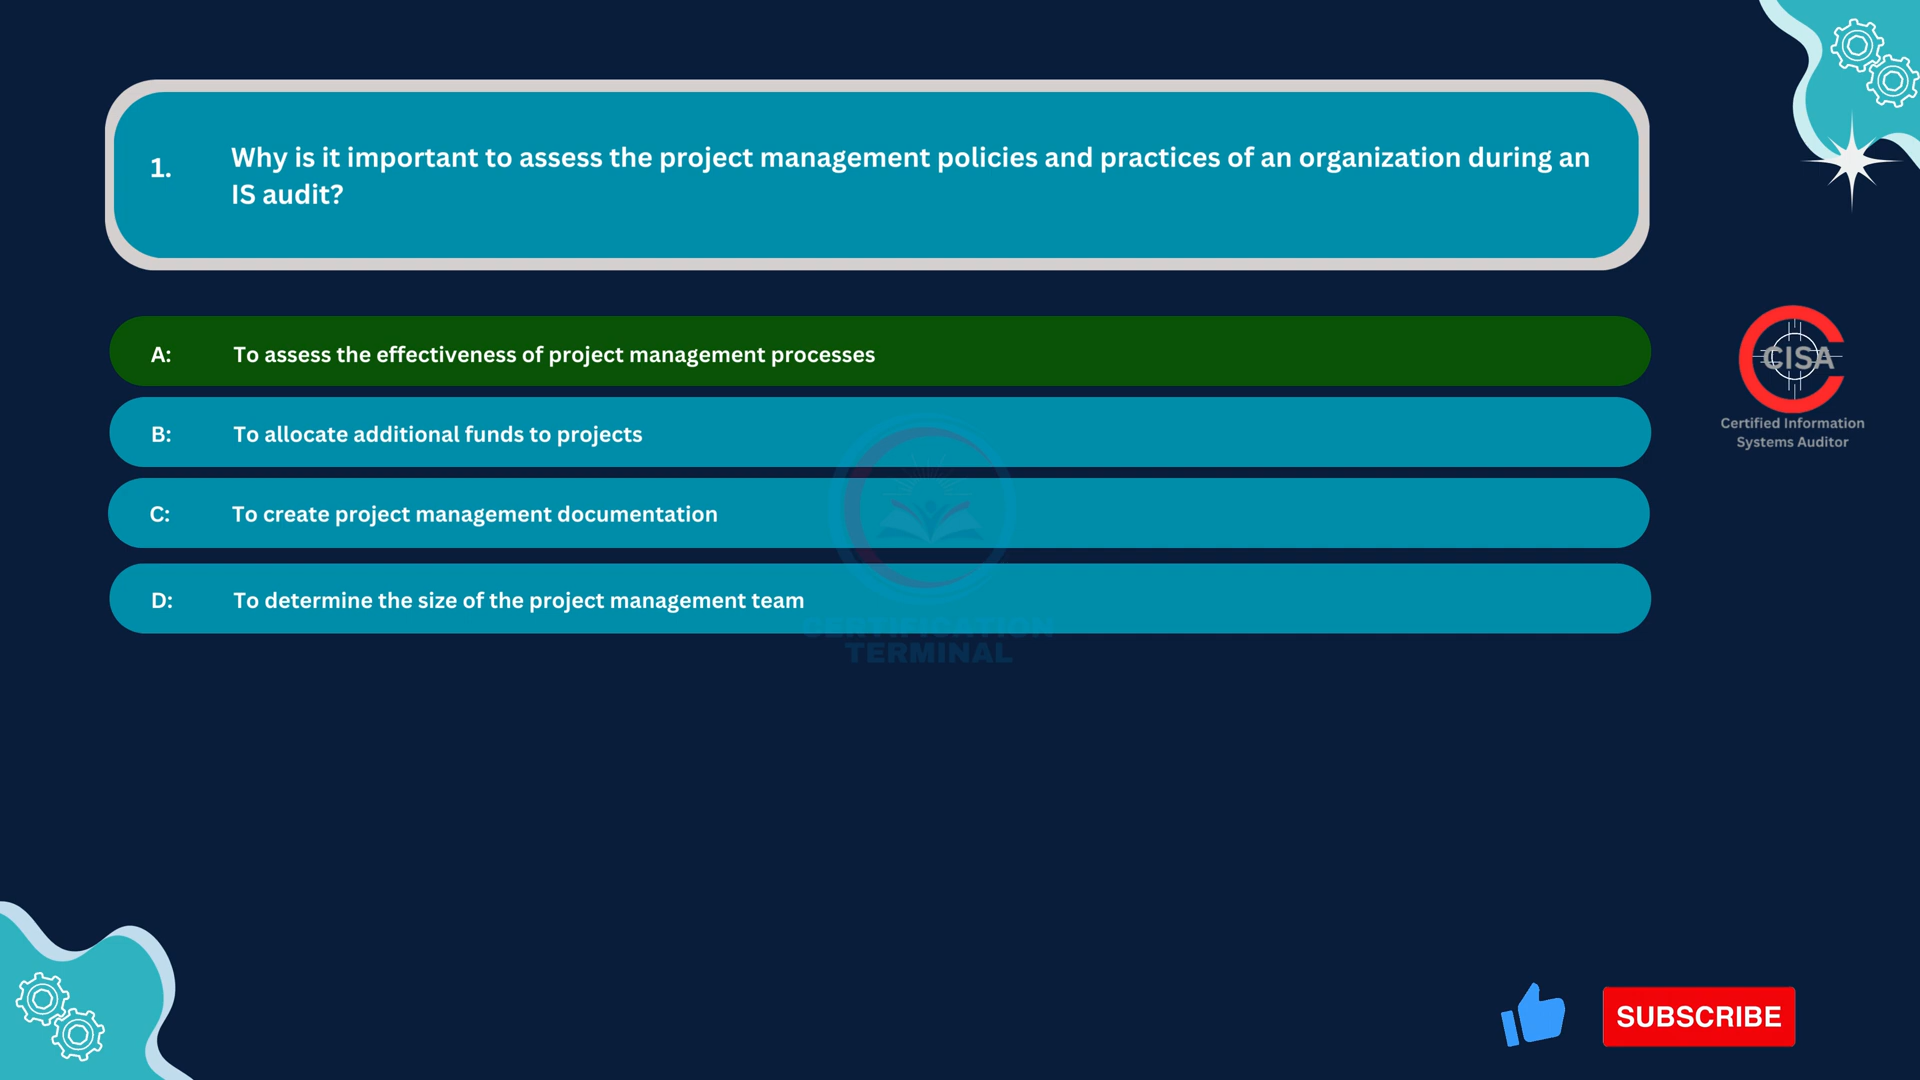 1. Why is it important to assess the project management policies and practices of an organization during an
IS audit?
A: To assess the effectiveness of project management processes
B: To allocate additional funds to projects
C: To create project management documentation
D: To determine the size of the project management team
CISA
Certified Information
Systems Auditor
CERTIFICATION
TERMINAL
SUBSCRIBE